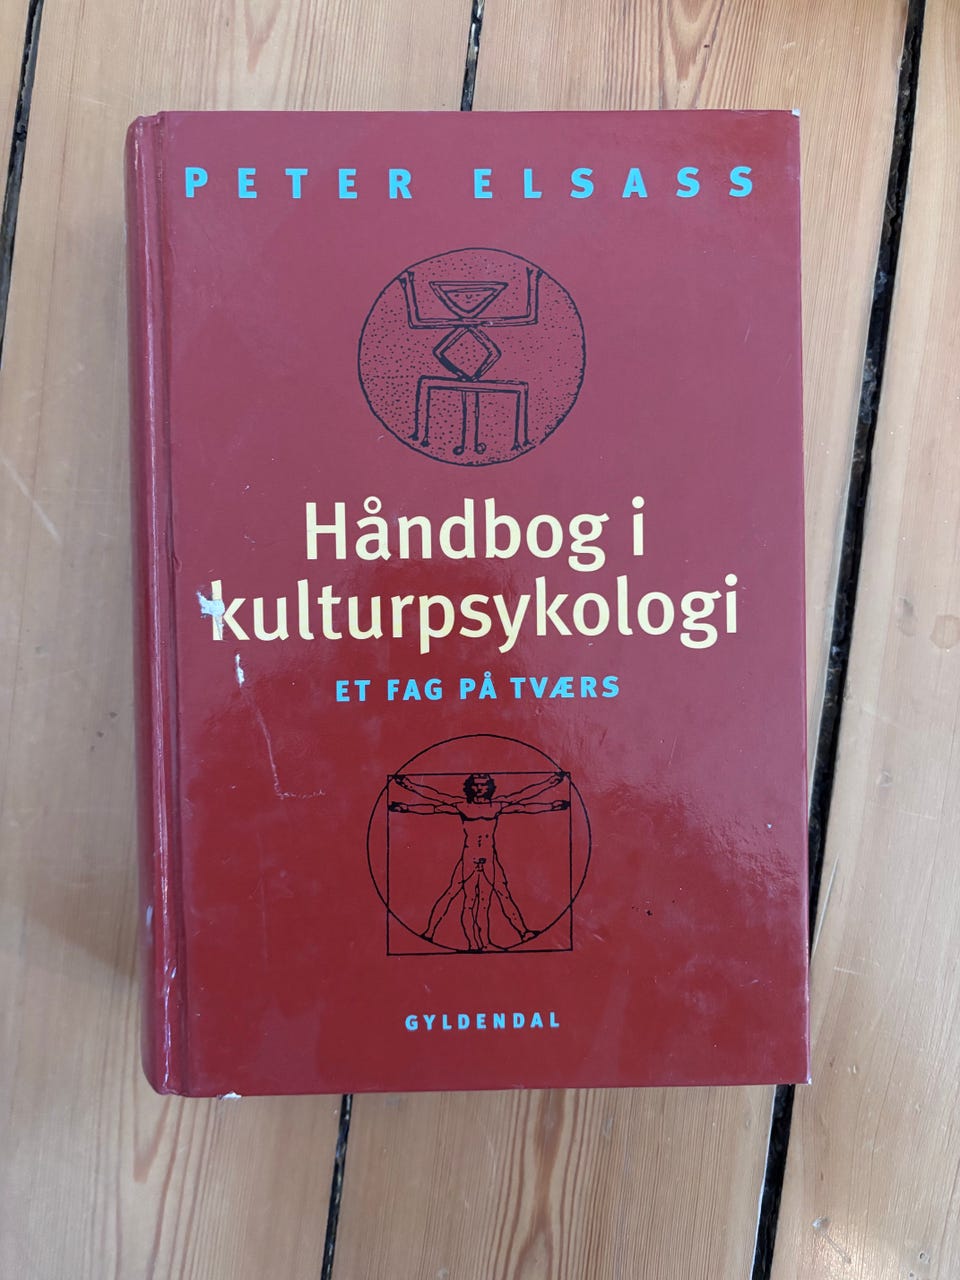 PETER ELSASS
Håndbog i
kulturpsykologi
ET FAG PÅ TVÆRS
GYLDENDAL